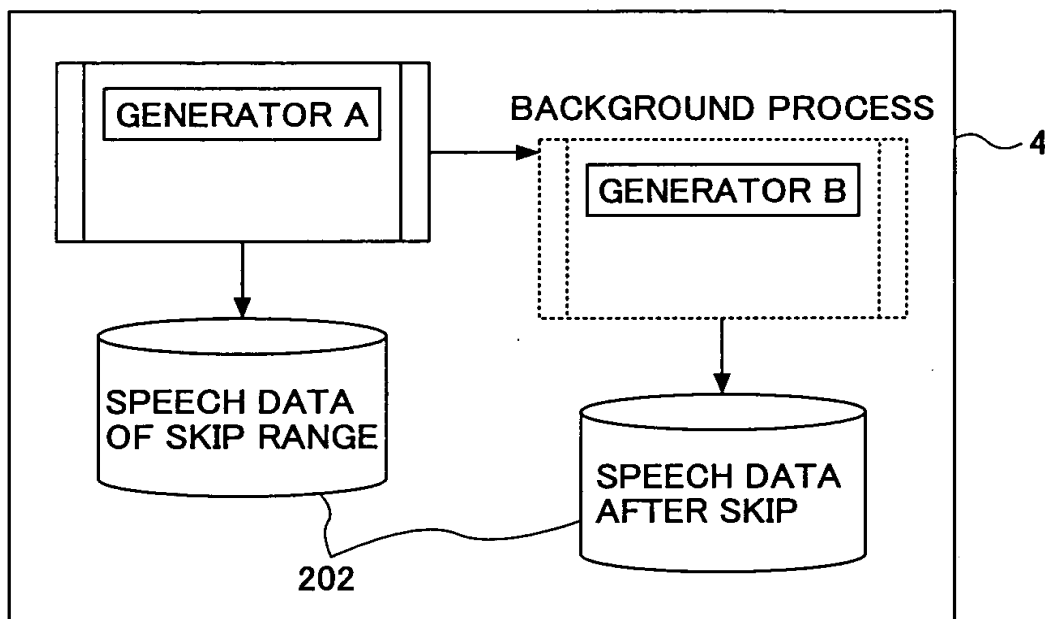 GENERATOR A
BACKGROUND PROCESS
4
GENERATOR B
SPEECH DATA
OF SKIP RANGE
SPEECH DATA
AFTER SKIP
202